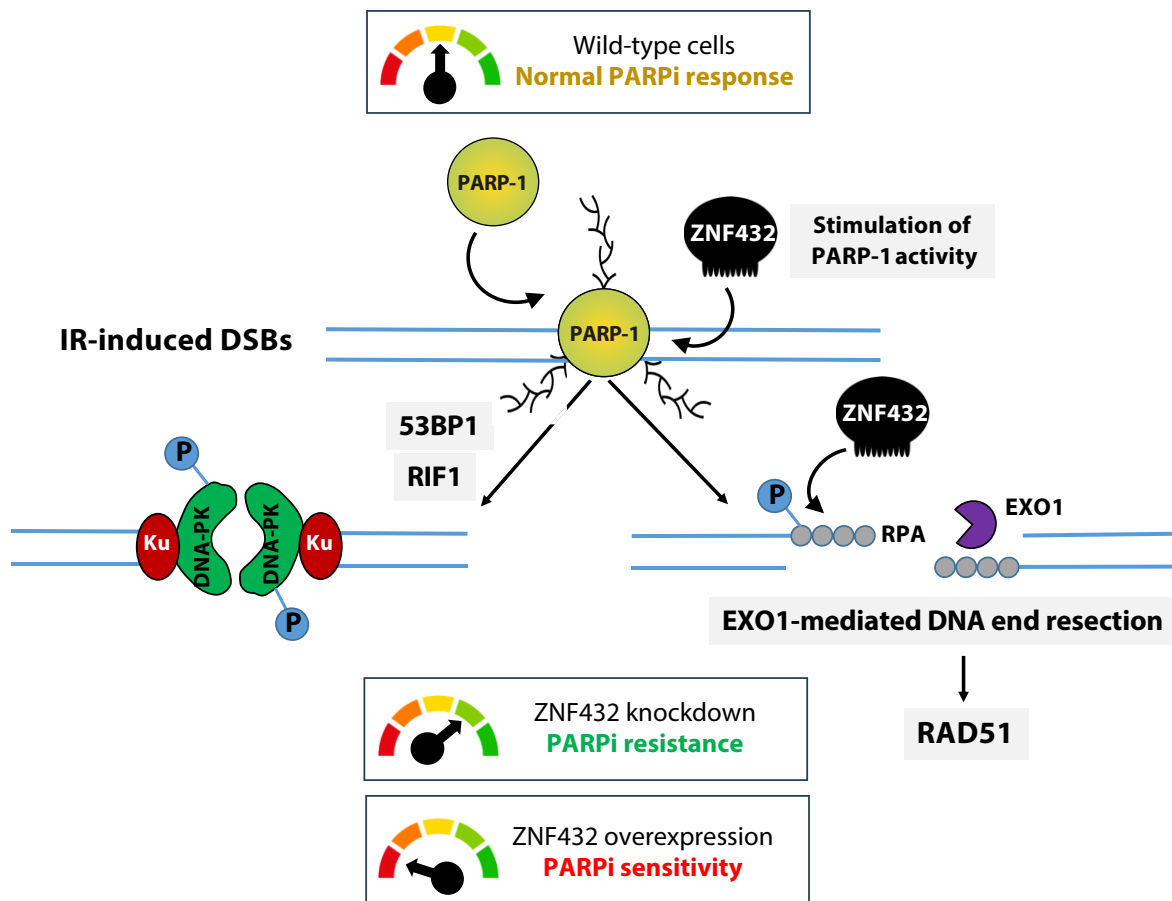 Wild-type cells
Normal PARPi response
PARP-1
ZNF432
Stimulation of
PARP-1 activity
IR-induced DSBs
PARP-1
53BP1
RIF1
ZNF432
P
Ku
DNA-PK
DNA-PK
Ku
P
P
RPA
EXO1
EXO1-mediated DNA end resection
RAD51
ZNF432 knockdown
PARPi resistance
ZNF432 overexpression
PARPi sensitivity